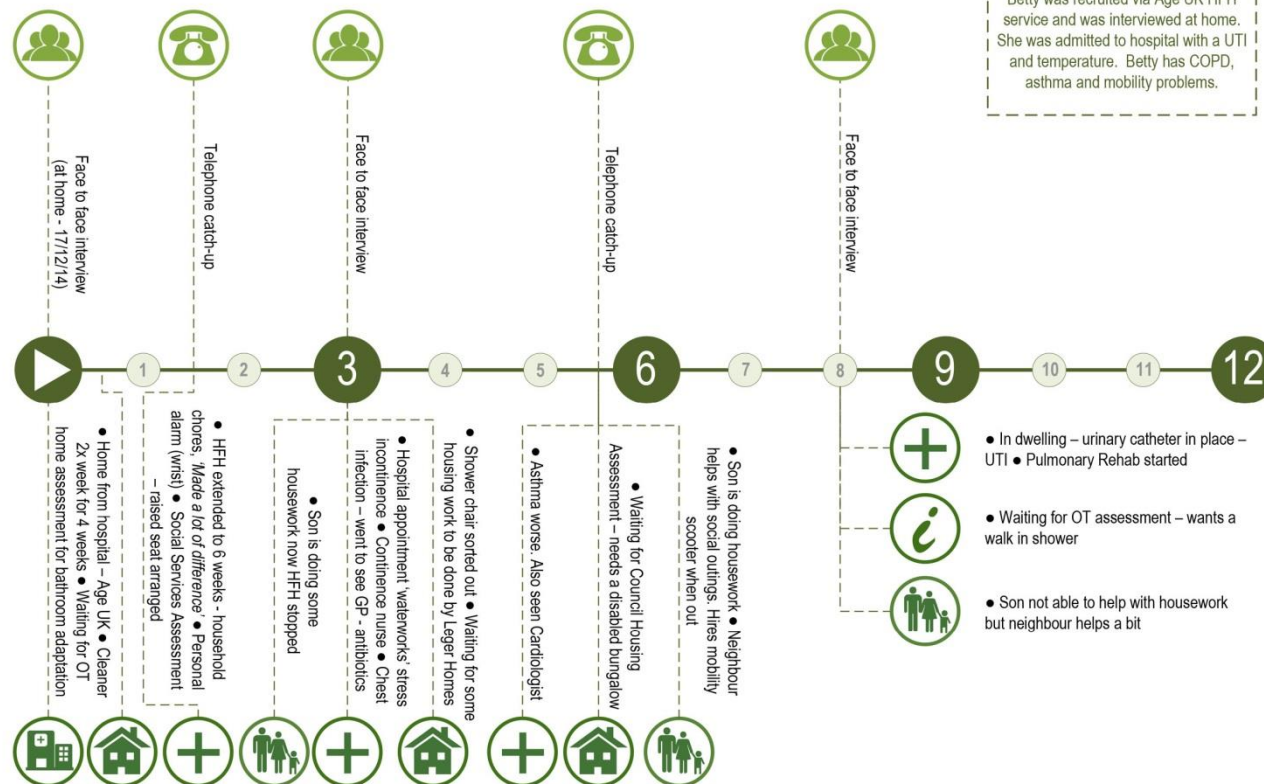 Betty was recruited via Age UK HFH
service and was interviewed at home.
She was admitted to hospital with a UTI
and temperature. Betty has COPD,
asthma and mobility problems.
Face to face interview
(at home - 17/12/14)
Telephone catch-up
Face to face interview
Telephone catch-up
Face to face interview
1
2
3
4
5
6
7
8
9
10
11
12
● Home from hospital – Age UK ● Cleaner
2x week for 4 weeks ● Waiting for OT
home assessment for bathroom adaptation
● HFH extended to 6 weeks - household
chores, 'Made a lot of difference' ● Personal
alarm (wrist) ● Social Services Assessment
– raised seat arranged
● Son is doing some
housework now HFH stopped
● Hospital appointment 'waterworks' stress
incontinence ● Continence nurse ● Chest
infection – went to see GP - antibiotics
● Shower chair sorted out ● Waiting for some
housing work to be done by Leger Homes
● Asthma worse. Also seen Cardiologist
● Waiting for Council Housing
Assessment – needs a disabled bungalow
● Son is doing housework ● Neighbour
helps with social outings. Hires mobility
scooter when out
● In dwelling – urinary catheter in place –
UTI ● Pulmonary Rehab started
i
● Waiting for OT assessment – wants a
walk in shower
● Son not able to help with housework
but neighbour helps a bit